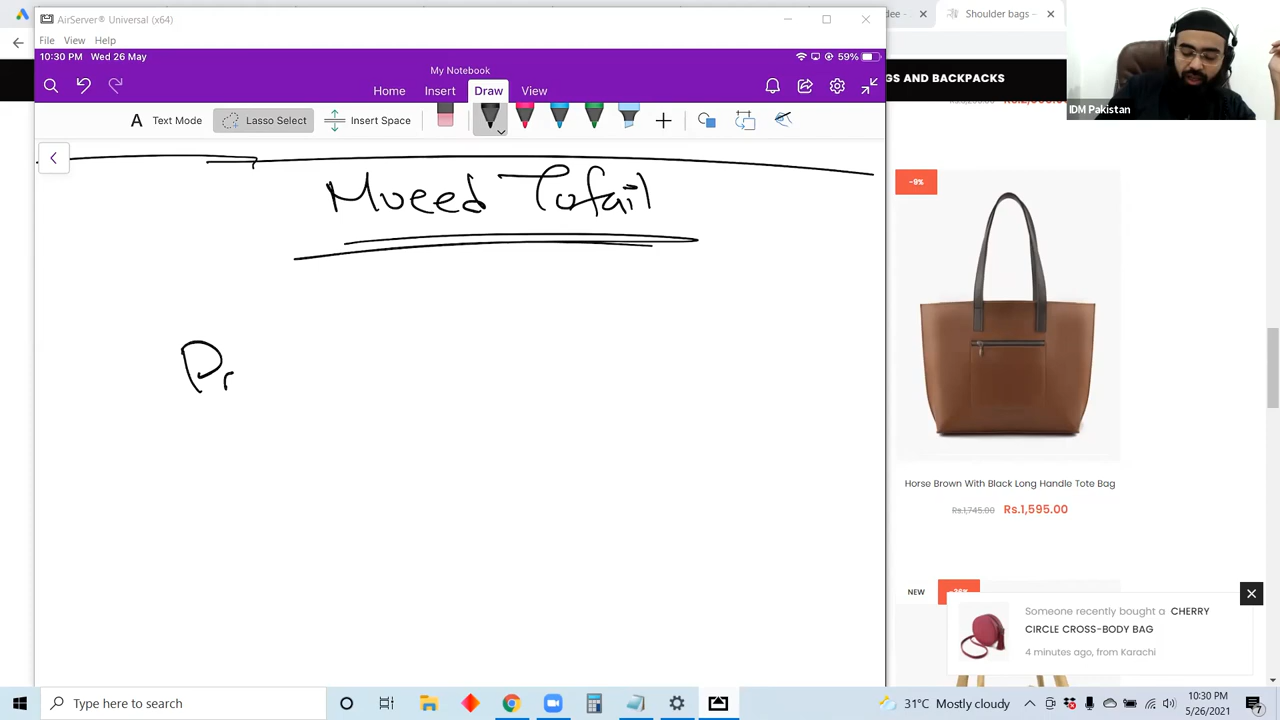 Shoulder bags -
AirServer® Universal (x64)
File View Help
10:30 PM Wed 26 May
59%
My Notebook
Home Insert Draw View
A Text Mode Lasso Select Insert Space
Mueed Tofail
Pr
GS AND BACKPACKS
IDM Pakistan
-9%
Horse Brown With Black Long Handle Tote Bag
Rs.1,745.00 Rs.1,595.00
NEW
Someone recently bought a CHERRY
CIRCLE CROSS-BODY BAG
4 minutes ago, from Karachi
Type here to search
31°C Mostly cloudy
10:30 PM
5/26/2021
7